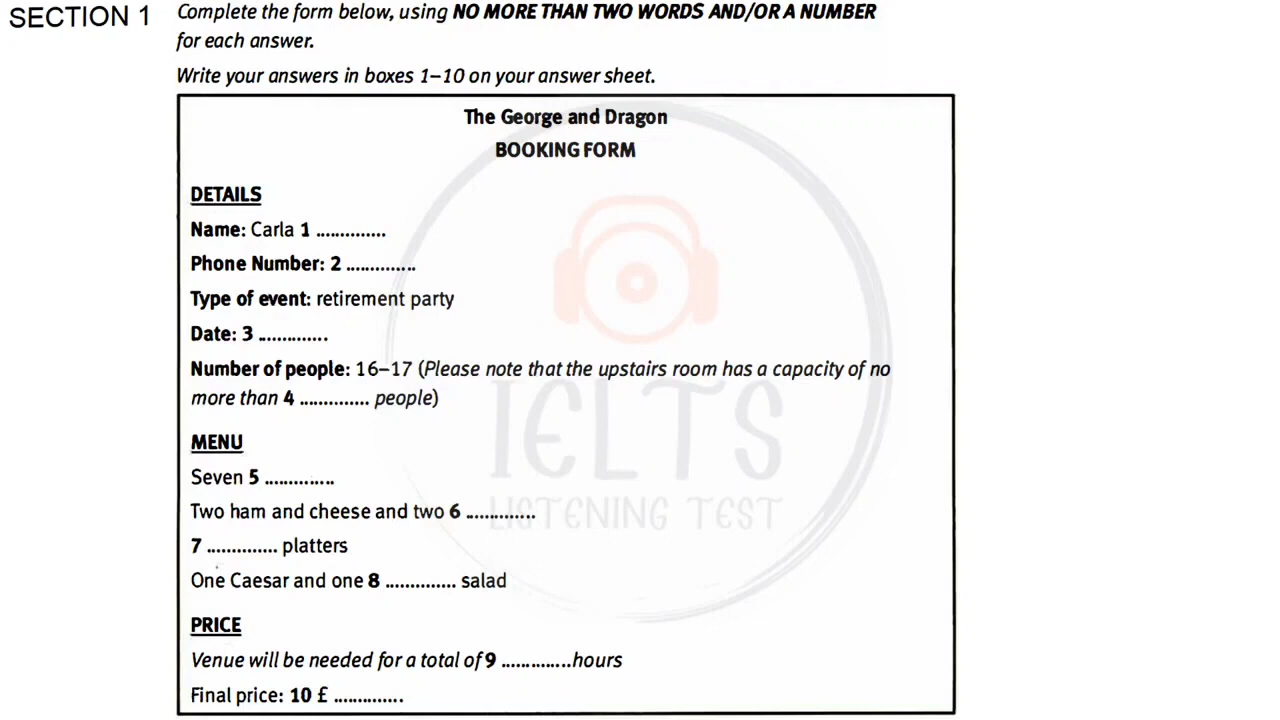 SECTION 1
Complete the form below, using NO MORE THAN TWO WORDS AND/OR A NUMBER
for each answer.
Write your answers in boxes 1–10 on your answer sheet.
The George and Dragon
BOOKING FORM
DETAILS
Name: Carla 1 ..............
Phone Number: 2 ..............
Type of event: retirement party
Date: 3 ..............
Number of people: 16–17 (Please note that the upstairs room has a capacity of no
more than 4 .............. people)
MENU
Seven 5 ..............
Two ham and cheese and two 6 ..............
7 .............. platters
One Caesar and one 8 .............. salad
PRICE
Venue will be needed for a total of 9 ..............hours
Final price: 10 £ ..............
IELTS
LISTENING TEST